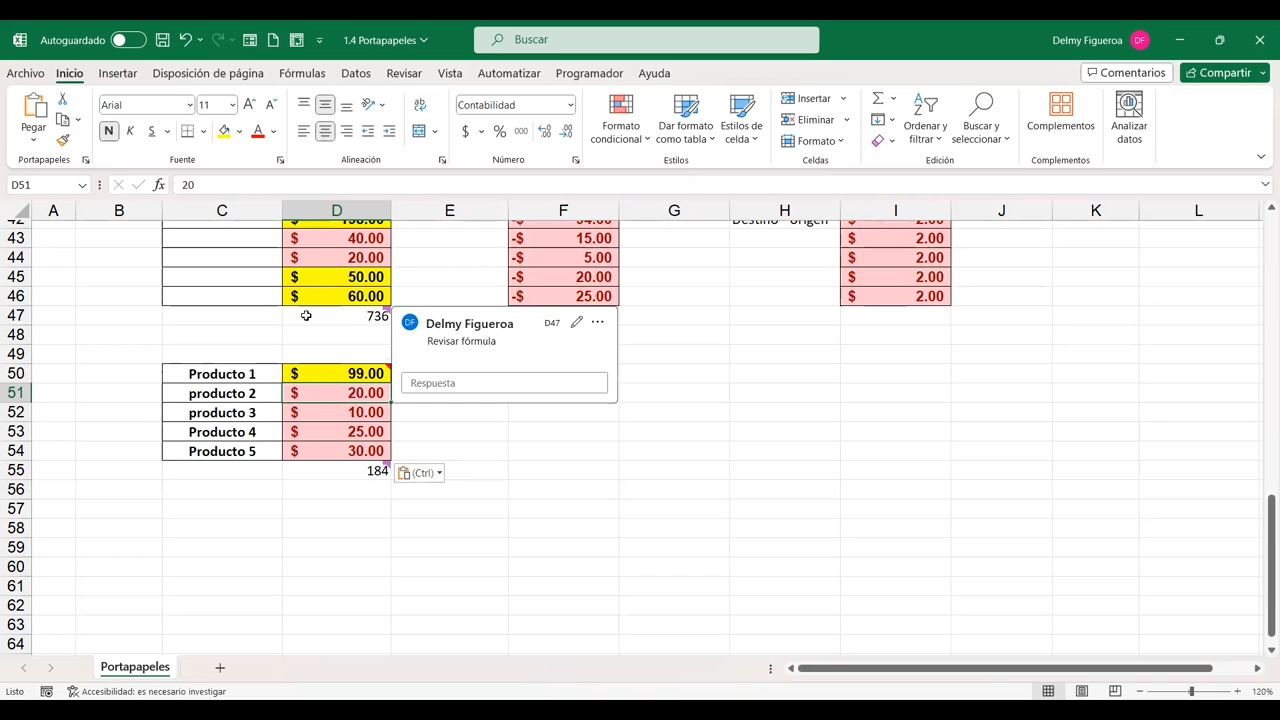 Autoguardado
1.4 Portapapeles
Buscar
Delmy Figueroa
DF
Archivo Inicio Insertar Disposición de página Fórmulas Datos Revisar Vista Automatizar Programador Ayuda
Comentarios
Compartir
Pegar
Portapapeles
Arial 11
N K S
Fuente
Alineación
Contabilidad
$ % 000
Número
Formato condicional
Dar formato como tabla
Estilos de celda
Estilos
Insertar
Eliminar
Formato
Celdas
Ordenar y filtrar
Buscar y seleccionar
Edición
Complementos
Complementos
Analizar datos
D51 fx 20
A B C D E F G H I J K L
42 $ 198.00 -$ 54.00 Destino - origen $ 2.00
43 $ 40.00 -$ 15.00 $ 2.00
44 $ 20.00 -$ 5.00 $ 2.00
45 $ 50.00 -$ 20.00 $ 2.00
46 $ 60.00 -$ 25.00 $ 2.00
47 736
DF Delmy Figueroa D47
Revisar fórmula
Respuesta
48
49
50 Producto 1 $ 99.00
51 producto 2 $ 20.00
52 producto 3 $ 10.00
53 Producto 4 $ 25.00
54 Producto 5 $ 30.00
55 184 (Ctrl)
56
57
58
59
60
61
62
63
64
Portapapeles
Listo
Accesibilidad: es necesario investigar
120%